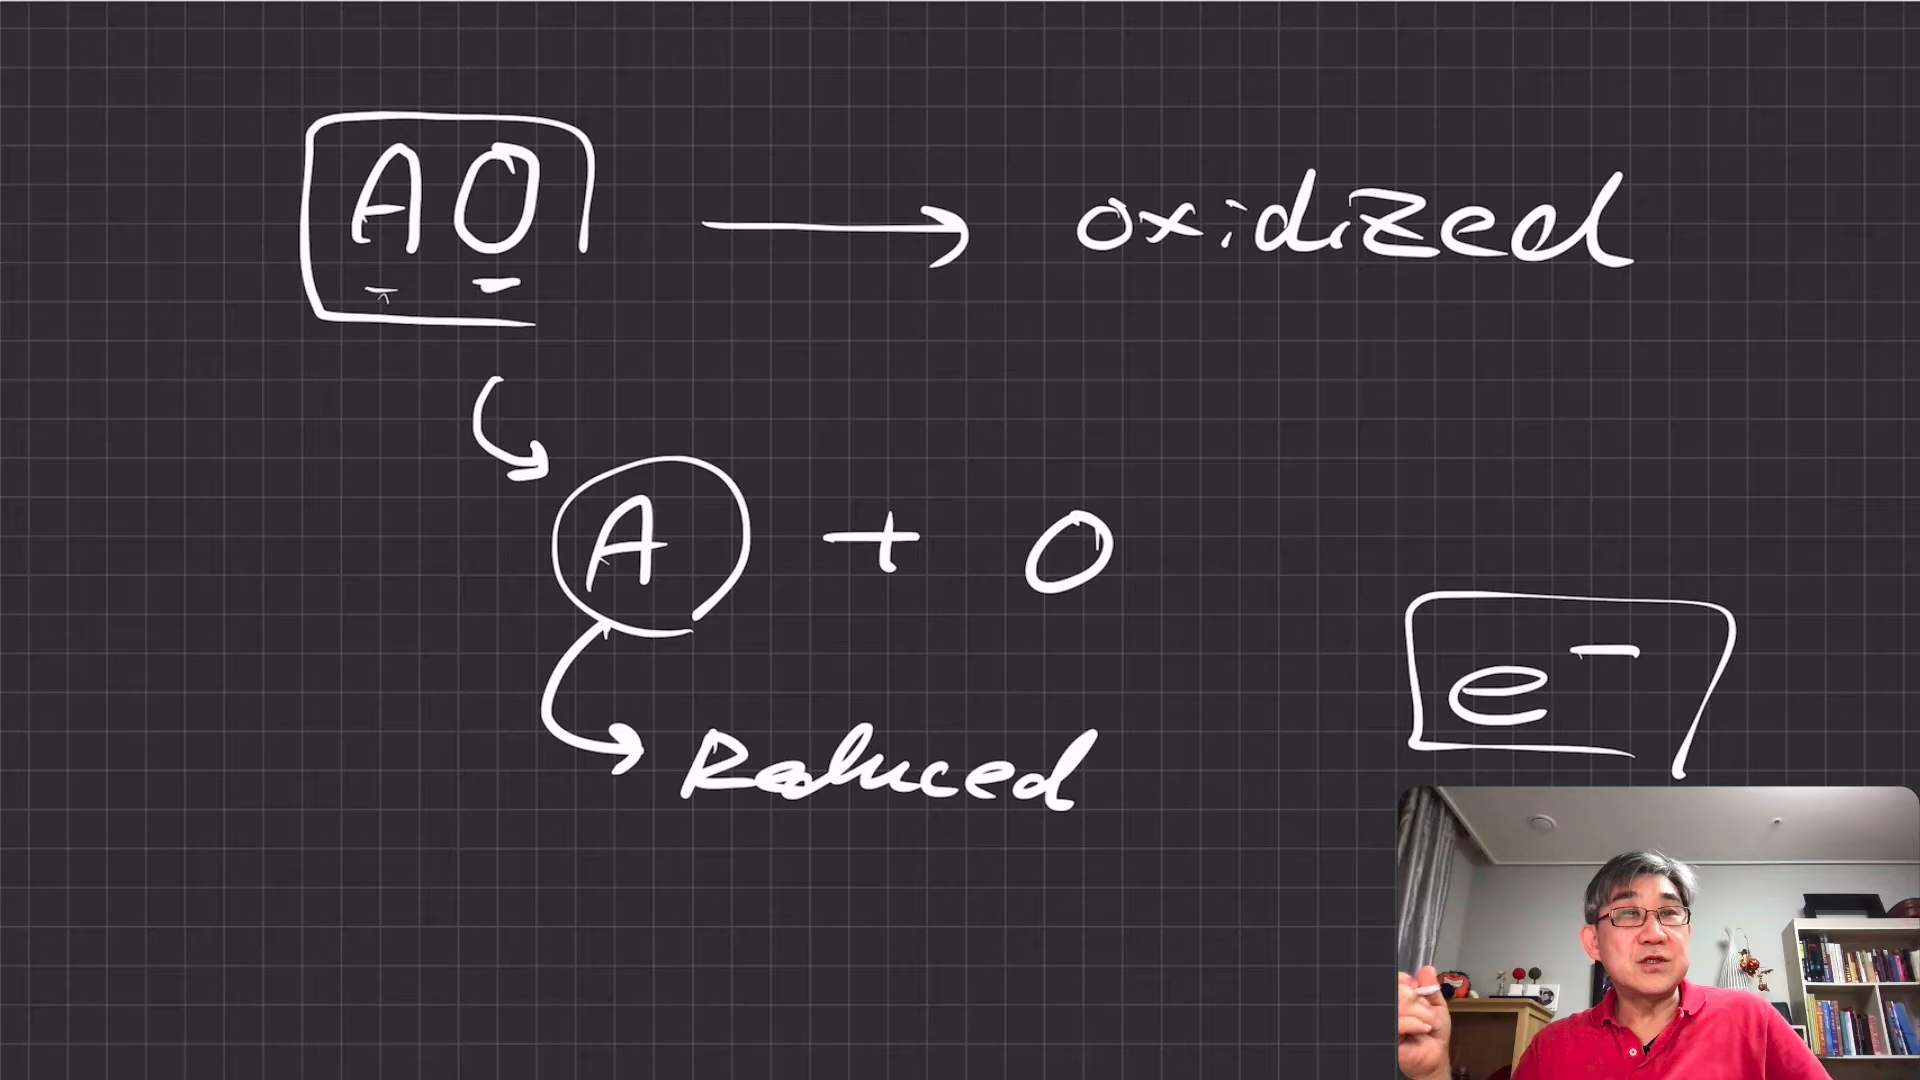 AO → oxidized
A + O
e⁻
Reduced